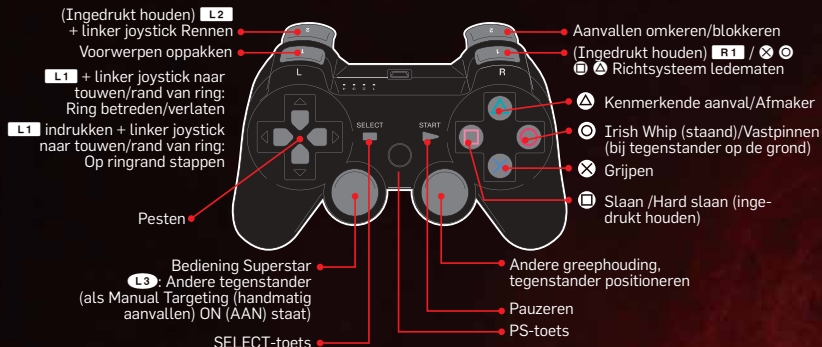 (Ingedrukt houden) L2
+ linker joystick Rennen
Voorwerpen oppakken
L1 + linker joystick naar
touwen/rand van ring:
Ring betreden/verlaten
L1 indrukken + linker joystick
naar touwen/rand van ring:
Op ringrand stappen
Pesten
Bediening Superstar
L3: Andere tegenstander
(als Manual Targeting (handmatig
aanvallen) ON (AAN) staat)
SELECT-toets
2
1
L
SELECT
START
2
1
R
Aanvallen omkeren/blokkeren
(Ingedrukt houden) R1 / ⊗ ◎
Richtsysteem ledematen
Kenmerkende aanval/Afmaker
Irish Whip (staand)/Vastpinnen
(bij tegenstander op de grond)
Grijpen
Slaan /Hard slaan (inge-
drukt houden)
Andere greephouding,
tegenstander positioneren
Pauzeren
PS-toets